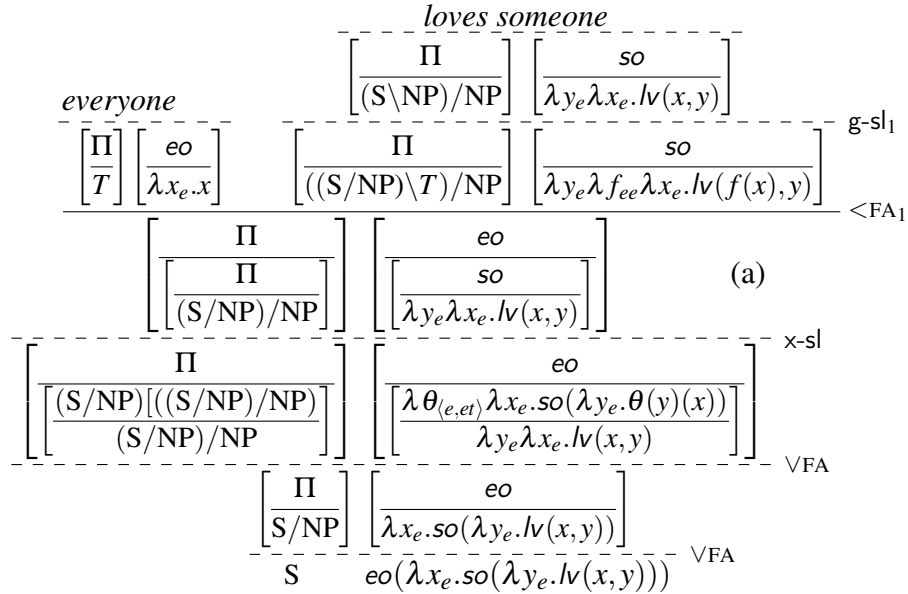 loves someone
[Π / (S\NP)/NP] [so / λy_e λx_e.lv(x,y)]
everyone
g-sl₁
[Π / T] [eo / λx_e.x] [Π / ((S/NP)\T)/NP] [so / λy_e λf_ee λx_e.lv(f(x),y)]
<FA₁
[Π / [Π / (S/NP)/NP]] [eo / [so / λy_e λx_e.lv(x,y)]] (a)
x-sl
[Π / [(S/NP)[((S/NP)/NP) / (S/NP)/NP]] [eo / [λθ_⟨e,et⟩ λx_e.so(λy_e.θ(y)(x)) / λy_e λx_e.lv(x,y)]]
∨FA
[Π / S/NP] [eo / λx_e.so(λy_e.lv(x,y))]
∨FA
S eo(λx_e.so(λy_e.lv(x,y)))